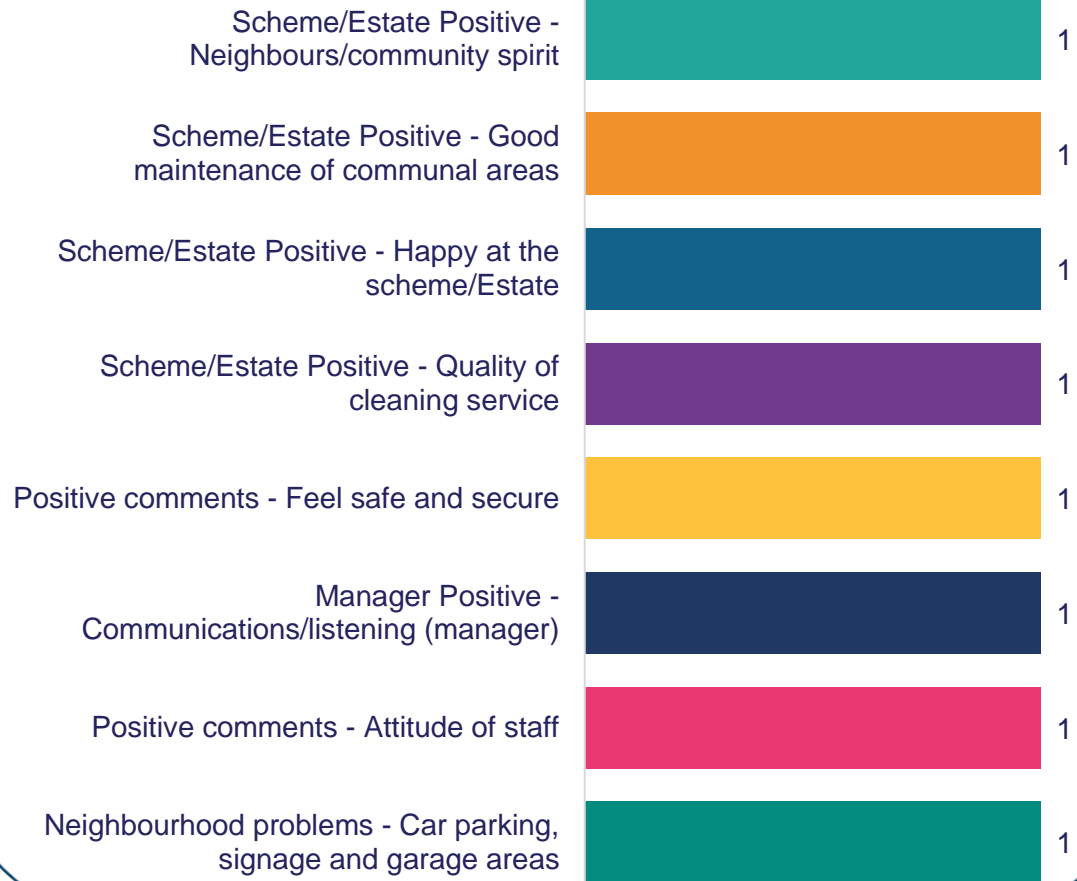 Scheme/Estate Positive -
Neighbours/community spirit
1
Scheme/Estate Positive - Good
maintenance of communal areas
1
Scheme/Estate Positive - Happy at the
scheme/Estate
1
Scheme/Estate Positive - Quality of
cleaning service
1
Positive comments - Feel safe and secure
1
Manager Positive -
Communications/listening (manager)
1
Positive comments - Attitude of staff
1
Neighbourhood problems - Car parking,
signage and garage areas
1